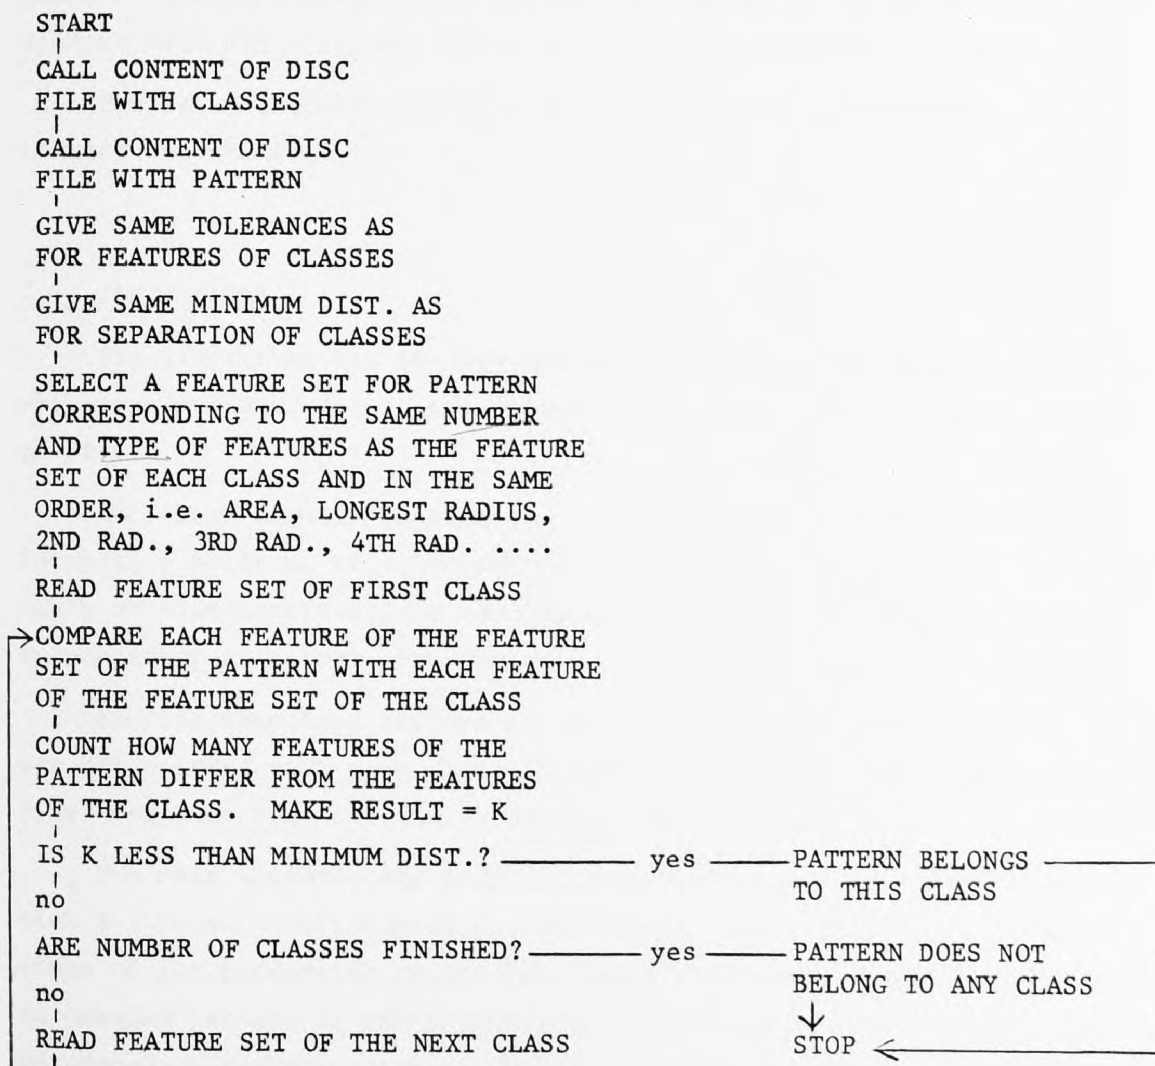 START
CALL CONTENT OF DISC
FILE WITH CLASSES
CALL CONTENT OF DISC
FILE WITH PATTERN
GIVE SAME TOLERANCES AS
FOR FEATURES OF CLASSES
GIVE SAME MINIMUM DIST. AS
FOR SEPARATION OF CLASSES
SELECT A FEATURE SET FOR PATTERN
CORRESPONDING TO THE SAME NUMBER
AND TYPE OF FEATURES AS THE FEATURE
SET OF EACH CLASS AND IN THE SAME
ORDER, i.e. AREA, LONGEST RADIUS,
2ND RAD., 3RD RAD., 4TH RAD. ....
READ FEATURE SET OF FIRST CLASS
COMPARE EACH FEATURE OF THE FEATURE
SET OF THE PATTERN WITH EACH FEATURE
OF THE FEATURE SET OF THE CLASS
COUNT HOW MANY FEATURES OF THE
PATTERN DIFFER FROM THE FEATURES
OF THE CLASS. MAKE RESULT = K
IS K LESS THAN MINIMUM DIST.? yes PATTERN BELONGS
TO THIS CLASS
no
ARE NUMBER OF CLASSES FINISHED? yes PATTERN DOES NOT
BELONG TO ANY CLASS
no
READ FEATURE SET OF THE NEXT CLASS STOP